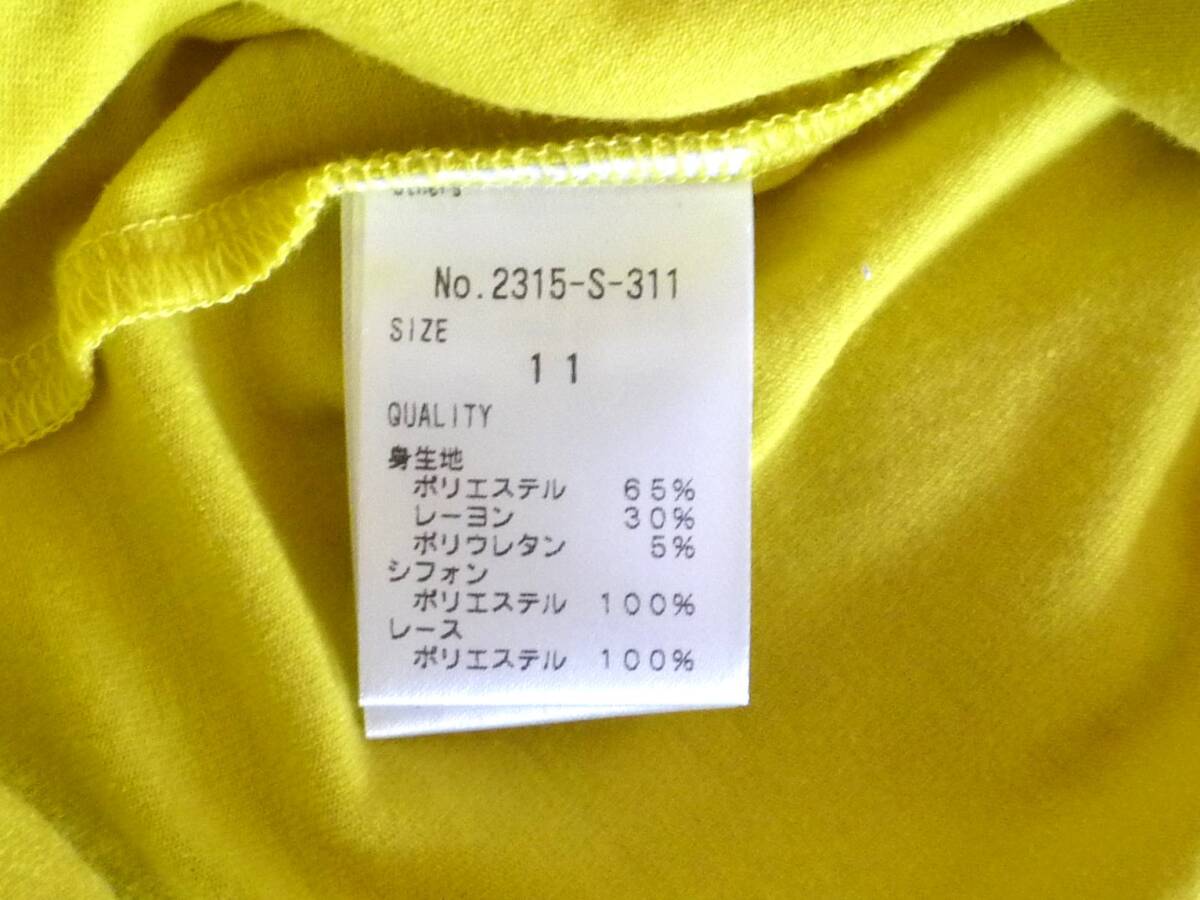 Others
No.2315-S-311
SIZE
11
QUALITY
身生地
ポリエステル 65%
レーヨン 30%
ポリウレタン 5%
シフォン
ポリエステル 100%
レース
ポリエステル 100%